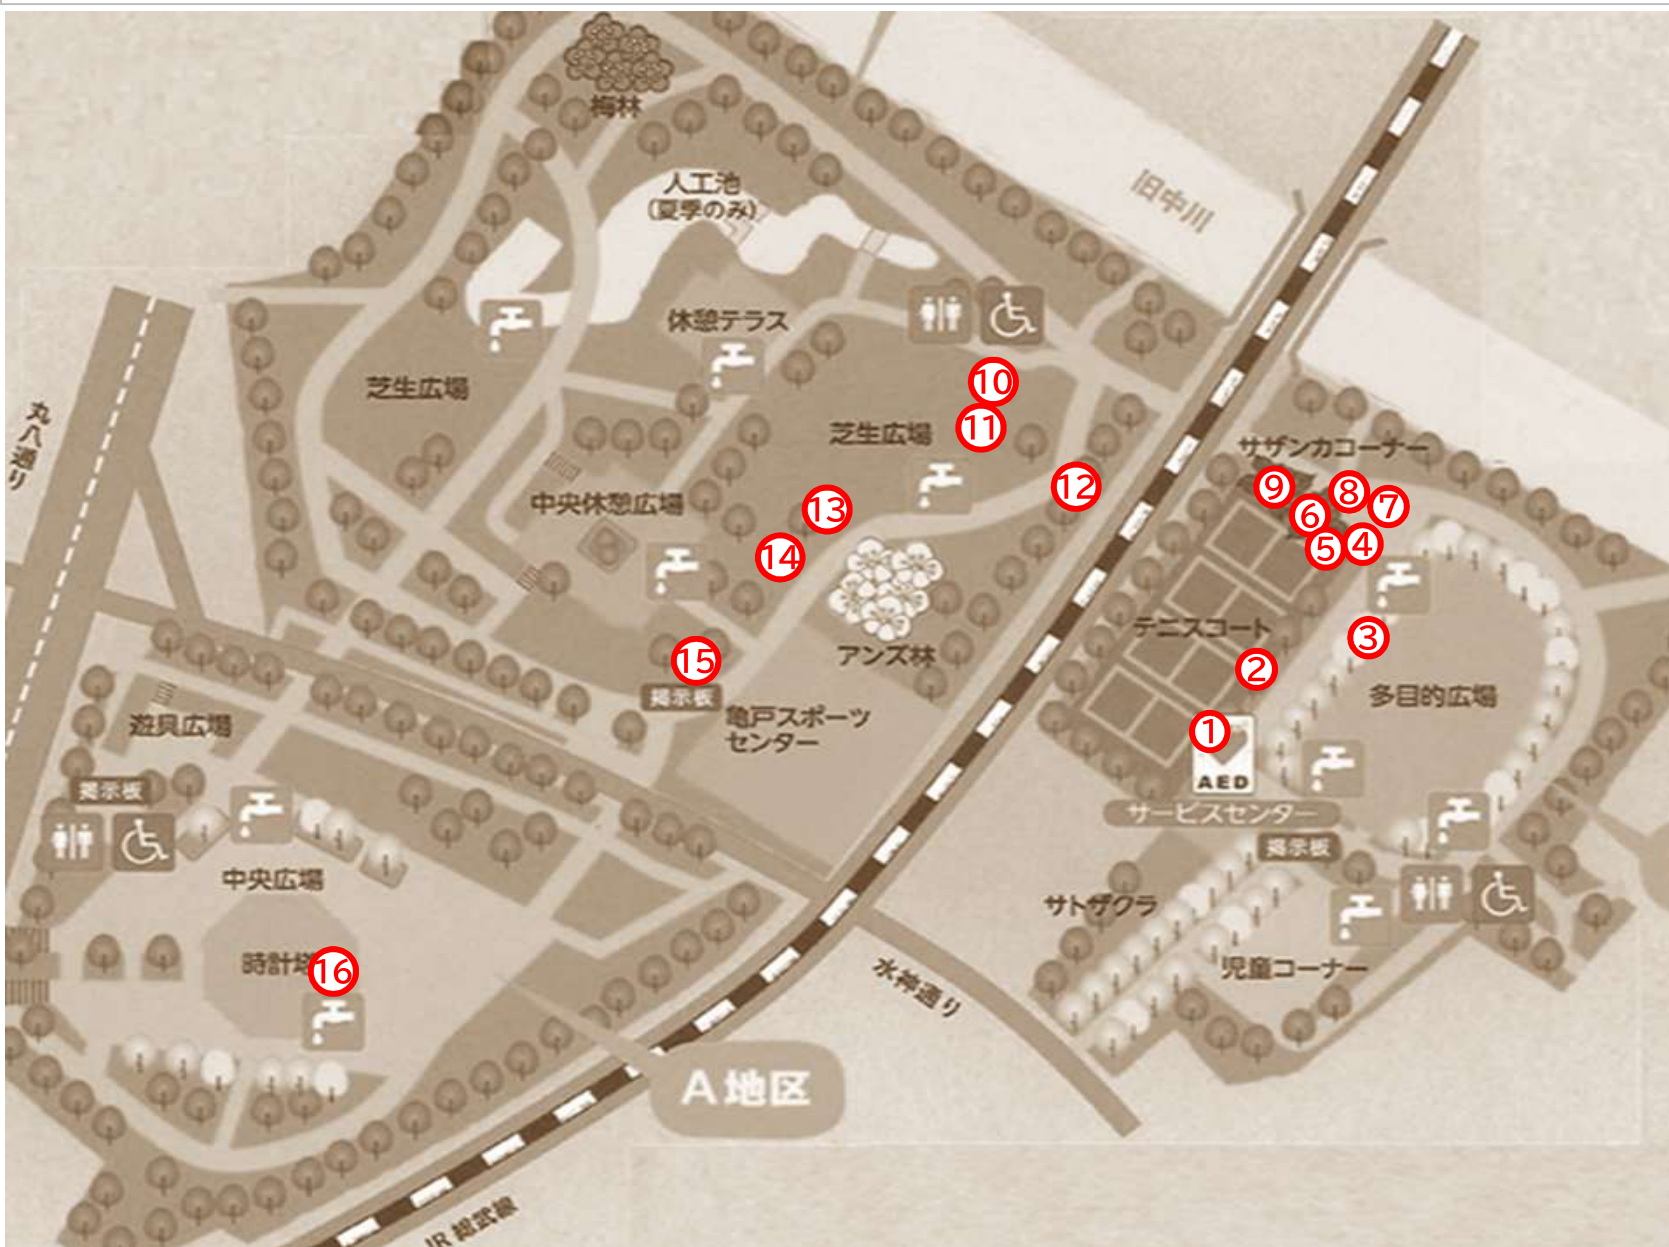 梅林
人工池
(夏季のみ)
旧中川
休憩テラス
芝生広場
⑩
丸八通り
芝生広場
⑪
サザンカコーナー
中央休憩広場
⑫
⑨
⑧
⑦
⑬
⑥
⑤
④
⑭
テニスコート
③
アンズ林
⑮
②
掲示板
多目的広場
遊具広場
亀戸スポーツ
センター
①
AED
掲示板
サービスセンター
掲示板
中央広場
サトザクラ
時計塔
⑯
水神通り
児童コーナー
A地区
JR 総武線